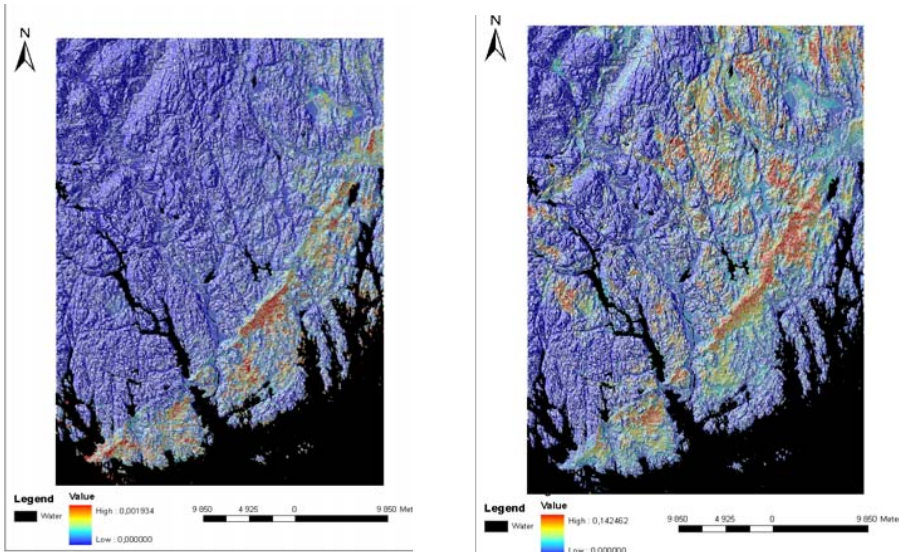 N
Legend
Water
Value
High : 0,001934
Low : 0,000000
9 850 4 925 0 9 850 Mete
N
Legend
Water
Value
High : 0,142462
Low : 0,000000
9 850 4 925 0 9 850 Meter